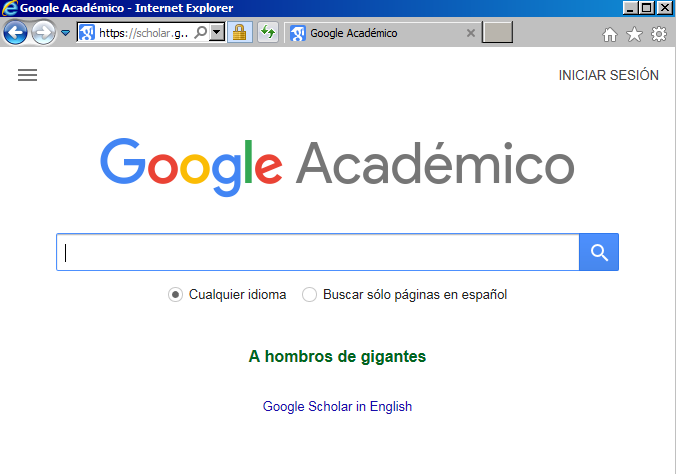 Google Académico - Internet Explorer
https://scholar.g..
Google Académico
INICIAR SESIÓN
Google Académico
Cualquier idioma
Buscar sólo páginas en español
A hombros de gigantes
Google Scholar in English